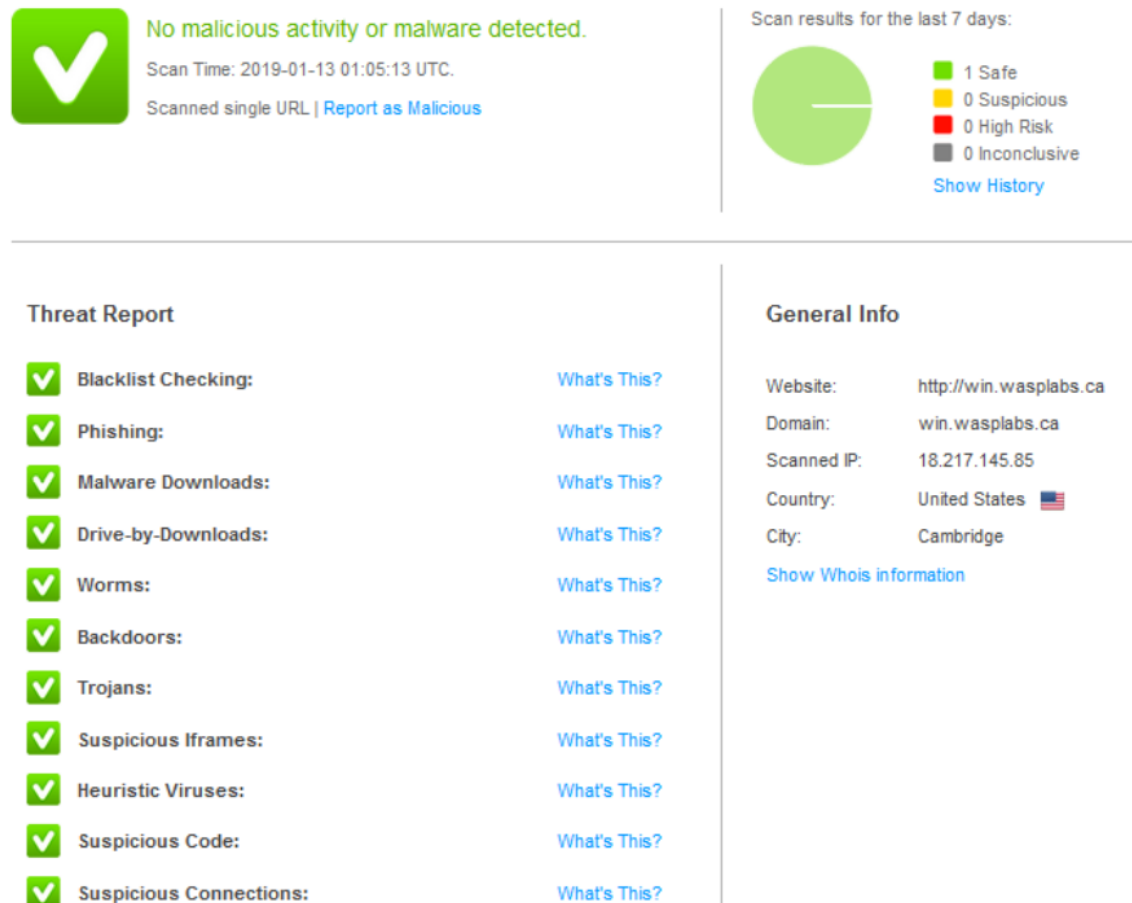 No malicious activity or malware detected.
Scan Time: 2019-01-13 01:05:13 UTC.
Scanned single URL | Report as Malicious
Scan results for the last 7 days:
1 Safe
0 Suspicious
0 High Risk
0 Inconclusive
Show History
Threat Report
Blacklist Checking: What's This?
Phishing: What's This?
Malware Downloads: What's This?
Drive-by-Downloads: What's This?
Worms: What's This?
Backdoors: What's This?
Trojans: What's This?
Suspicious Iframes: What's This?
Heuristic Viruses: What's This?
Suspicious Code: What's This?
Suspicious Connections: What's This?
General Info
Website: http://win.wasplabs.ca
Domain: win.wasplabs.ca
Scanned IP: 18.217.145.85
Country: United States
City: Cambridge
Show Whois information